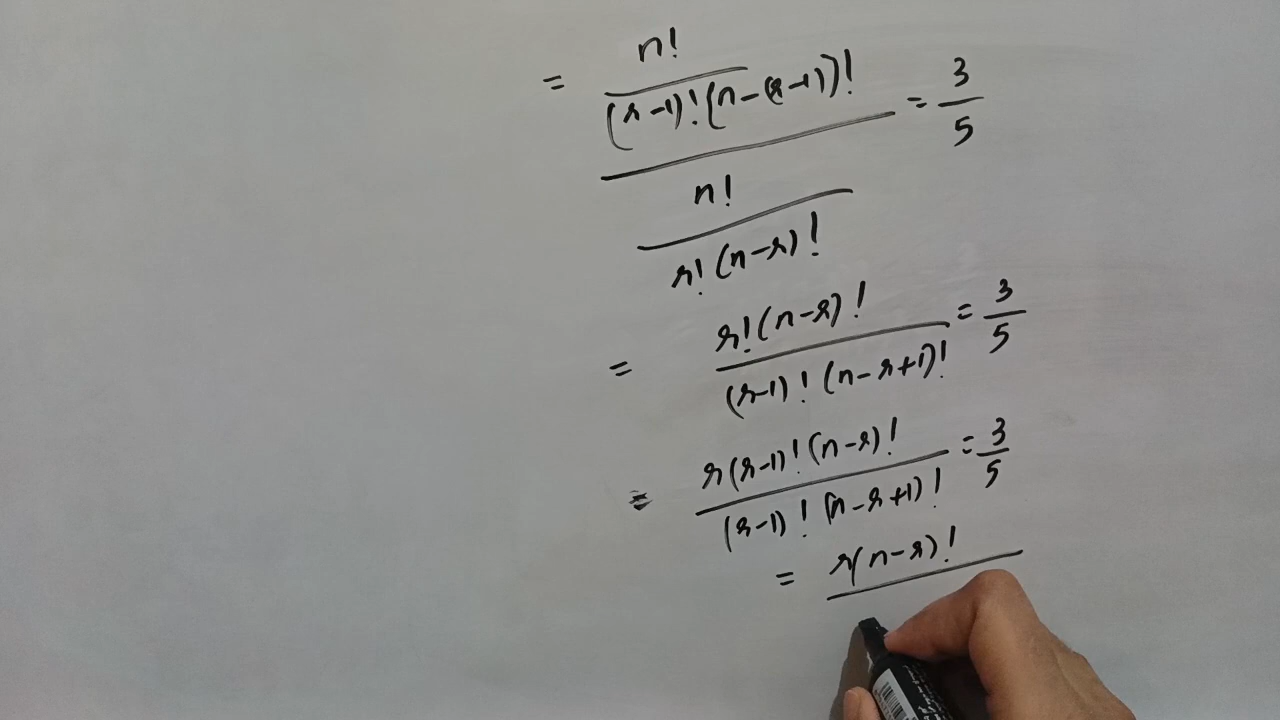 = n! / (r-1)! (n-(r-1))! / n! / r! (n-r)! = 3/5
= r! (n-r)! / (r-1)! (n-r+1)! = 3/5
= r(r-1)! (n-r)! / (r-1)! (n-r+1)! = 3/5
= r(n-r)!